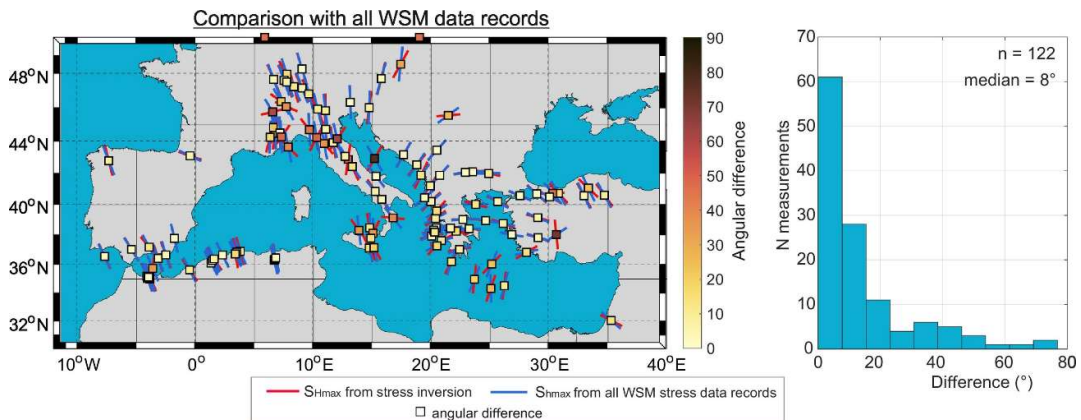 Comparison with all WSM data records
48°N
44°N
40°N
36°N
32°N
10°W
0°
10°E
20°E
30°E
40°E
90
80
70
60
50
40
30
20
10
0
Angular difference
SHmax from stress inversion
SHmax from all WSM stress data records
angular difference
70
60
50
40
30
20
10
0
N measurements
n = 122
median = 8°
0
20
40
60
80
Difference (°)